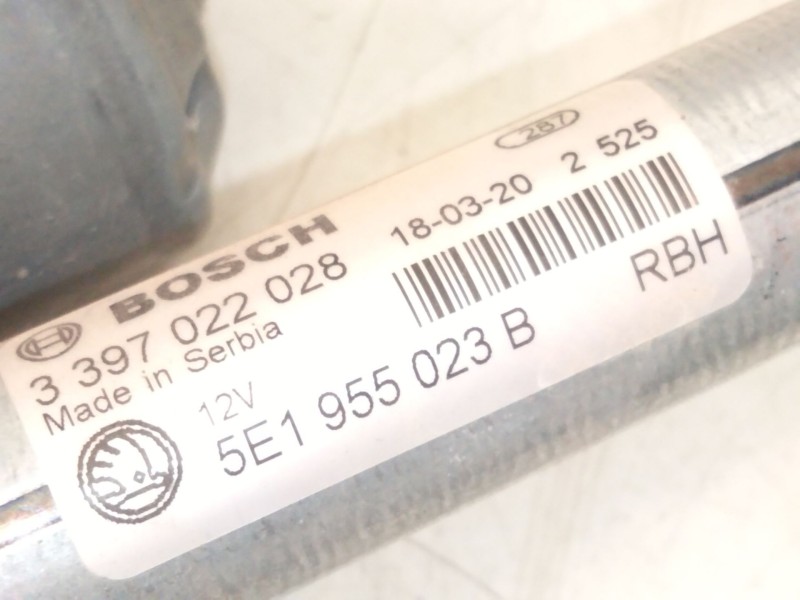 287
BOSCH 18-03-20 2 525
3 397 022 028
Made in Serbia
RBH
12V
5E1 955 023 B